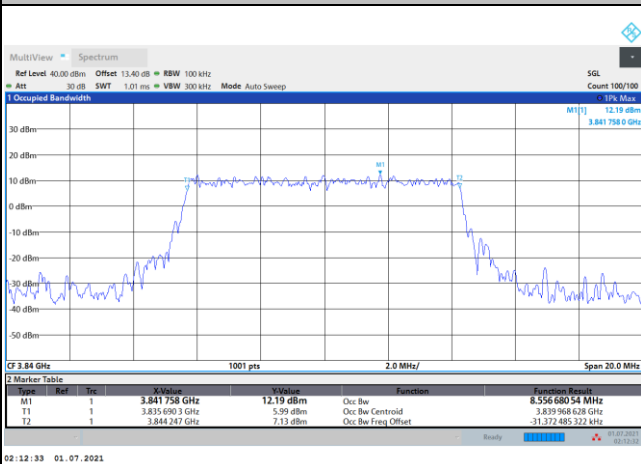 MultiView Spectrum
Ref Level 40.00 dBm Offset 13.40 dB RBW 100 kHz SGL
Att 30 dB SWT 1.01 ms VBW 300 kHz Mode Auto Sweep Count 100/100
1 Occupied Bandwidth 1Pk Max
M1[1] 12.19 dBm
3.841 758 0 GHz
30 dBm
20 dBm
M1
T1 T2
10 dBm
0 dBm
-10 dBm
-20 dBm
-30 dBm
-40 dBm
-50 dBm
CF 3.84 GHz 1001 pts 2.0 MHz/ Span 20.0 MHz
2 Marker Table
Type Ref Trc X-Value Y-Value Function Function Result
M1 1 3.841 758 GHz 12.19 dBm Occ Bw 8.556 680 54 MHz
T1 1 3.835 690 3 GHz 5.99 dBm Occ Bw Centroid 3.839 968 628 GHz
T2 1 3.844 247 GHz 7.13 dBm Occ Bw Freq Offset -31.372 485 322 kHz
Ready 01.07.2021
02:12:32
02:12:33 01.07.2021